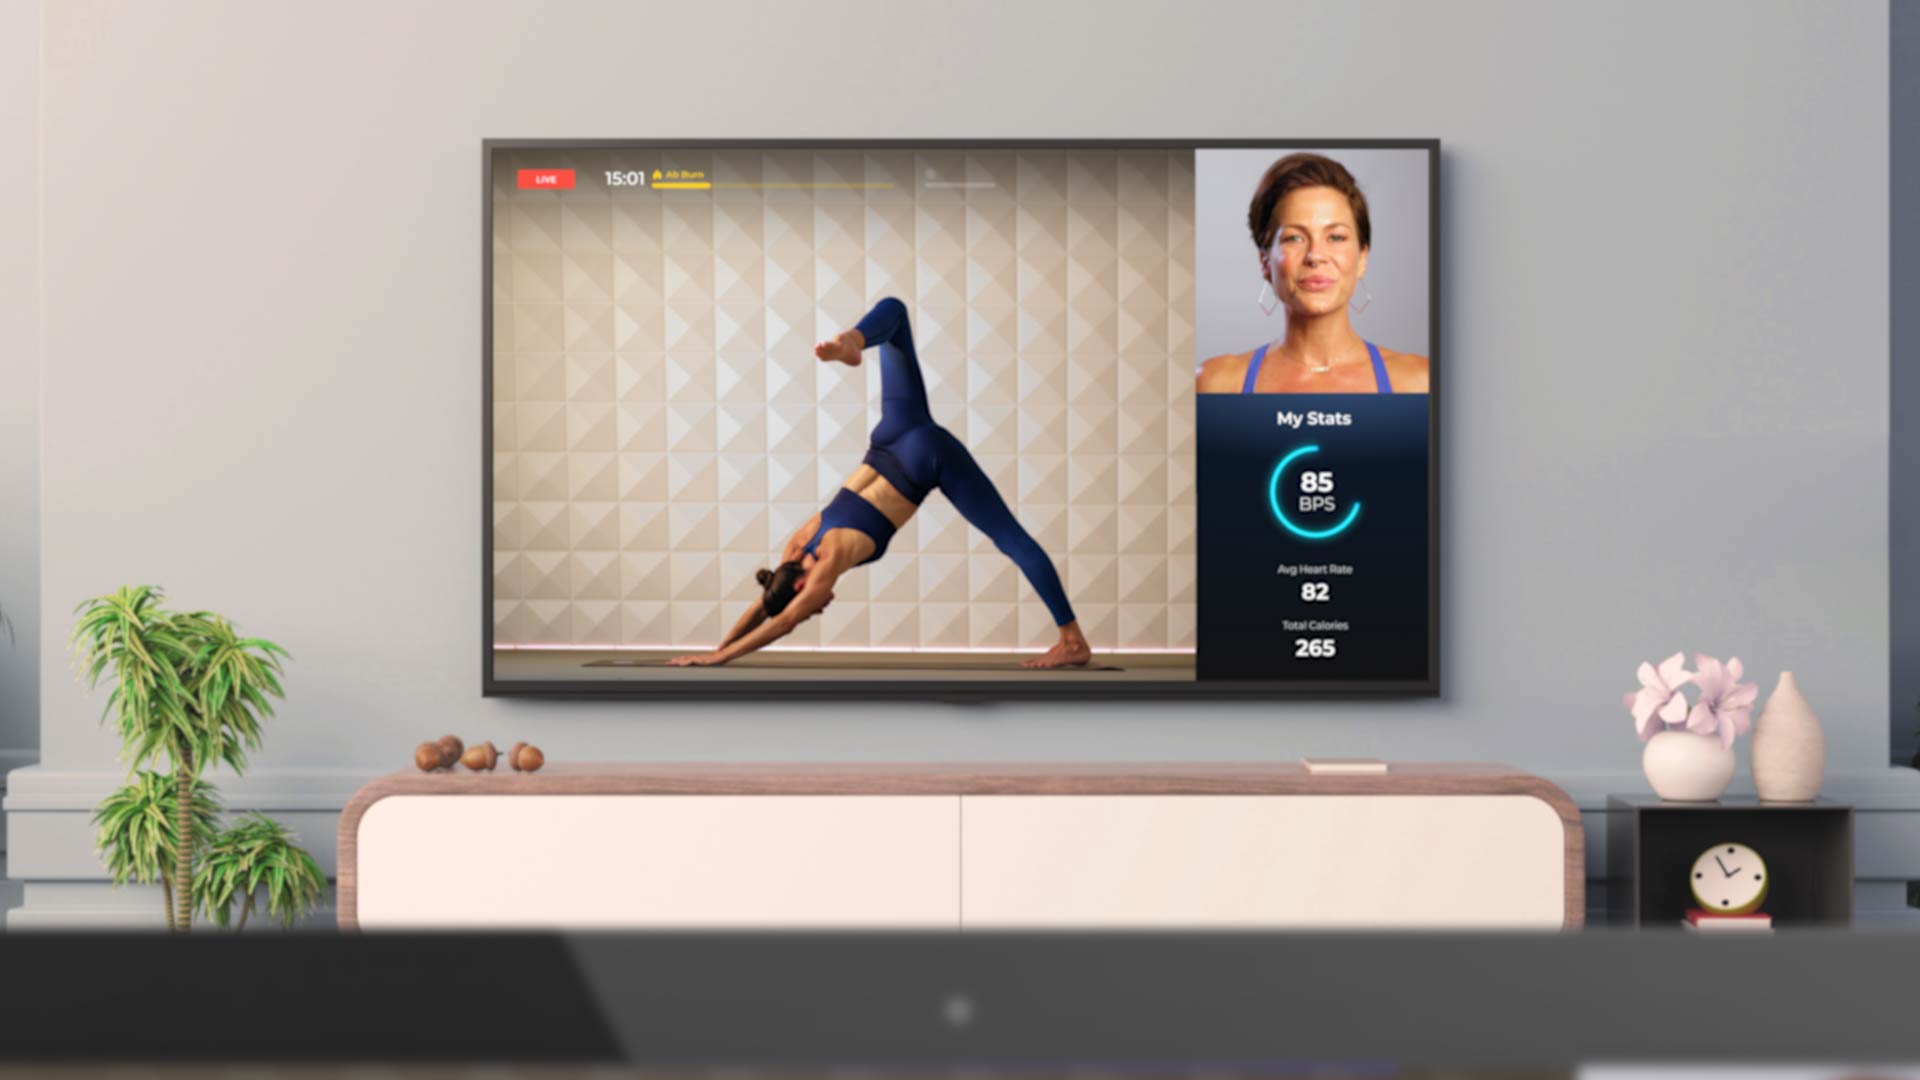 LIVE
15:01
Ab Burn
My Stats
85
BPS
Avg Heart Rate
82
Total Calories
265